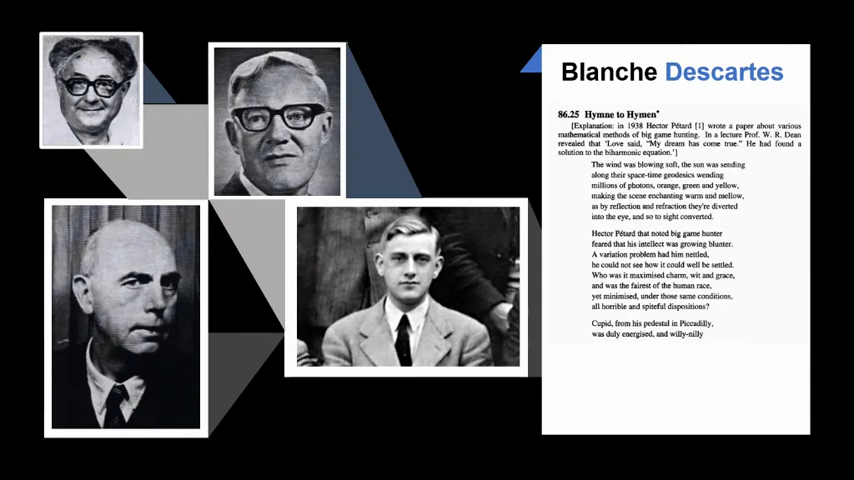 Blanche Descartes
86.25 Hymne to Hymen*
[Explanation: in 1938 Hector Pétard [1] wrote a paper about various
mathematical methods of big game hunting. In a lecture Prof. W. R. Dean
revealed that 'Love said, "My dream has come true." He had found a
solution to the biharmonic equation.']
The wind was blowing soft, the sun was sending
along their space-time geodesics wending
millions of photons, orange, green and yellow,
making the scene enchanting warm and mellow,
as by reflection and refraction they're diverted
into the eye, and so to sight converted.
Hector Pétard that noted big game hunter
feared that his intellect was growing blunter.
A variation problem had him nettled,
he could not see how it could well be settled.
Who was it maximised charm, wit and grace,
and was the fairest of the human race,
yet minimised, under those same conditions,
all horrible and spiteful dispositions?
Cupid, from his pedestal in Piccadilly,
was duly energised, and willy-nilly